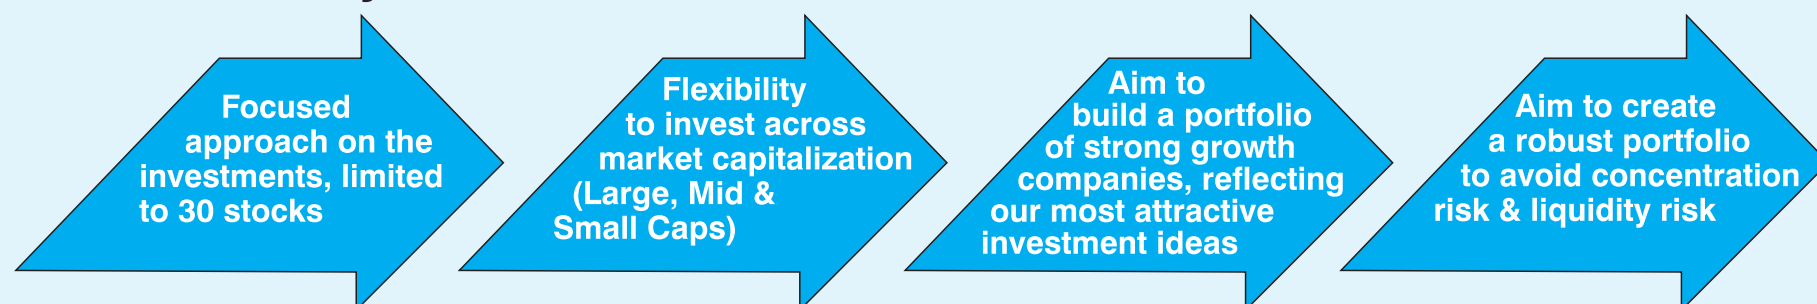 Focused
approach on the
investments, limited
to 30 stocks
Flexibility
to invest across
market capitalization
(Large, Mid &
Small Caps)
Aim to
build a portfolio
of strong growth
companies, reflecting
our most attractive
investment ideas
Aim to create
a robust portfolio
to avoid concentration
risk & liquidity risk